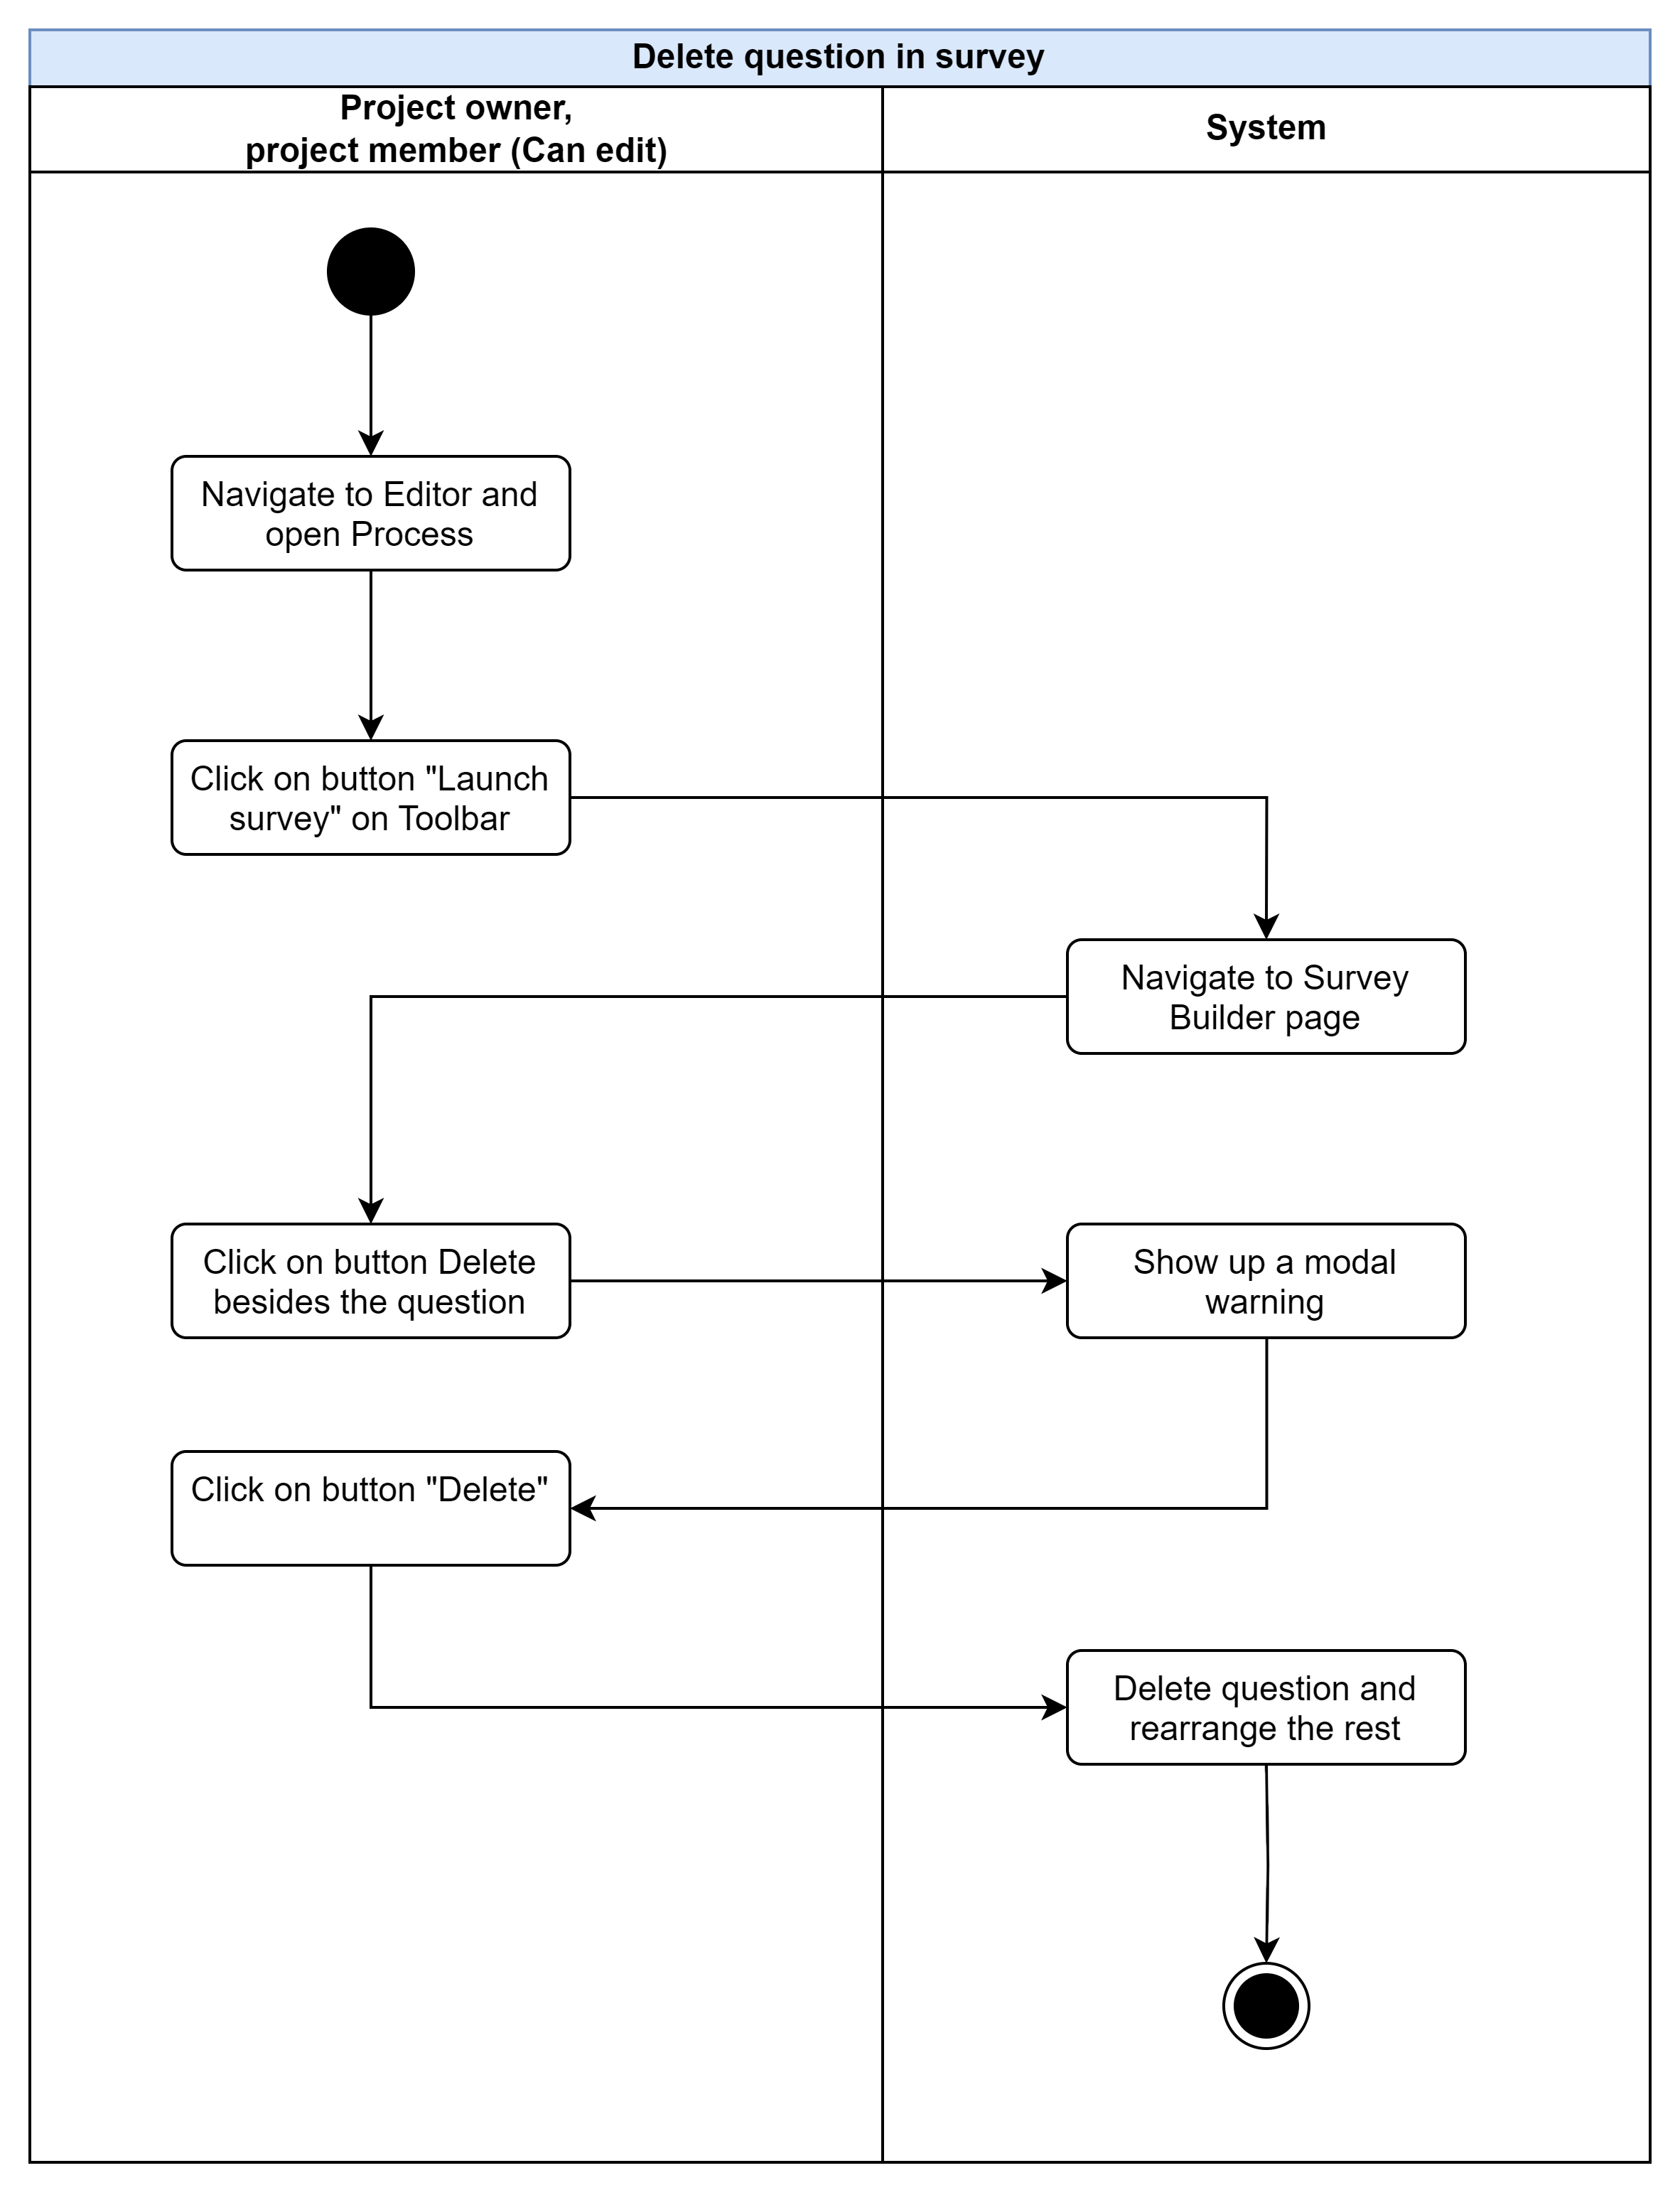 Delete question in survey
Project owner,
project member (Can edit)
System
Navigate to Editor and
open Process
Click on button "Launch
survey" on Toolbar
Navigate to Survey
Builder page
Click on button Delete
besides the question
Show up a modal
warning
Click on button "Delete"
Delete question and
rearrange the rest